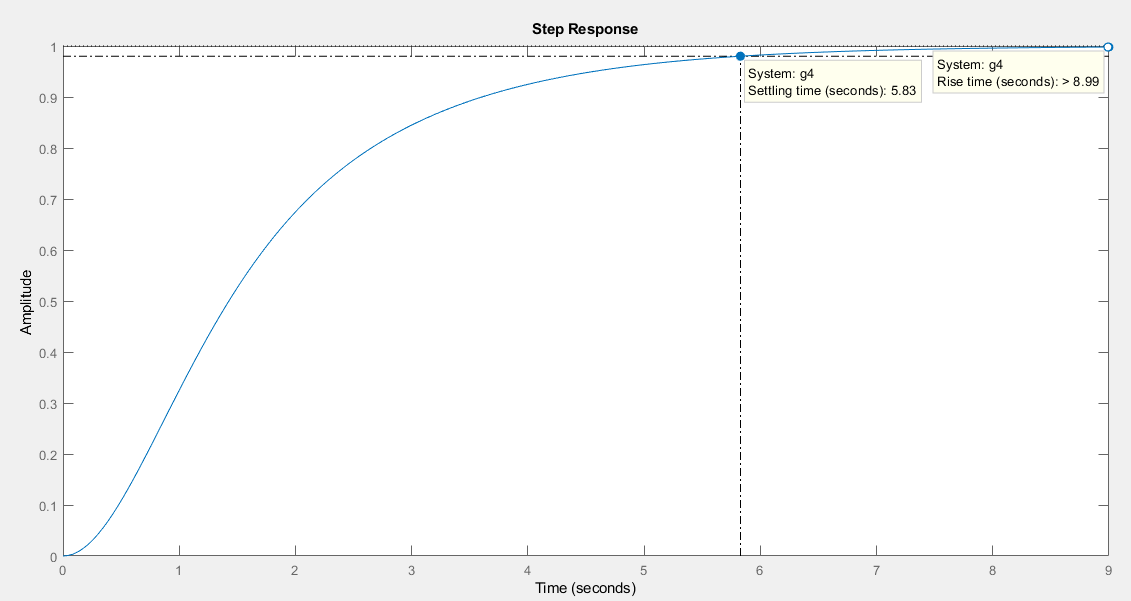 Step Response
1
0.9
0.8
0.7
0.6
0.5
0.4
0.3
0.2
0.1
0
Amplitude
System: g4
Settling time (seconds): 5.83
System: g4
Rise time (seconds): > 8.99
0 1 2 3 4 5 6 7 8 9
Time (seconds)